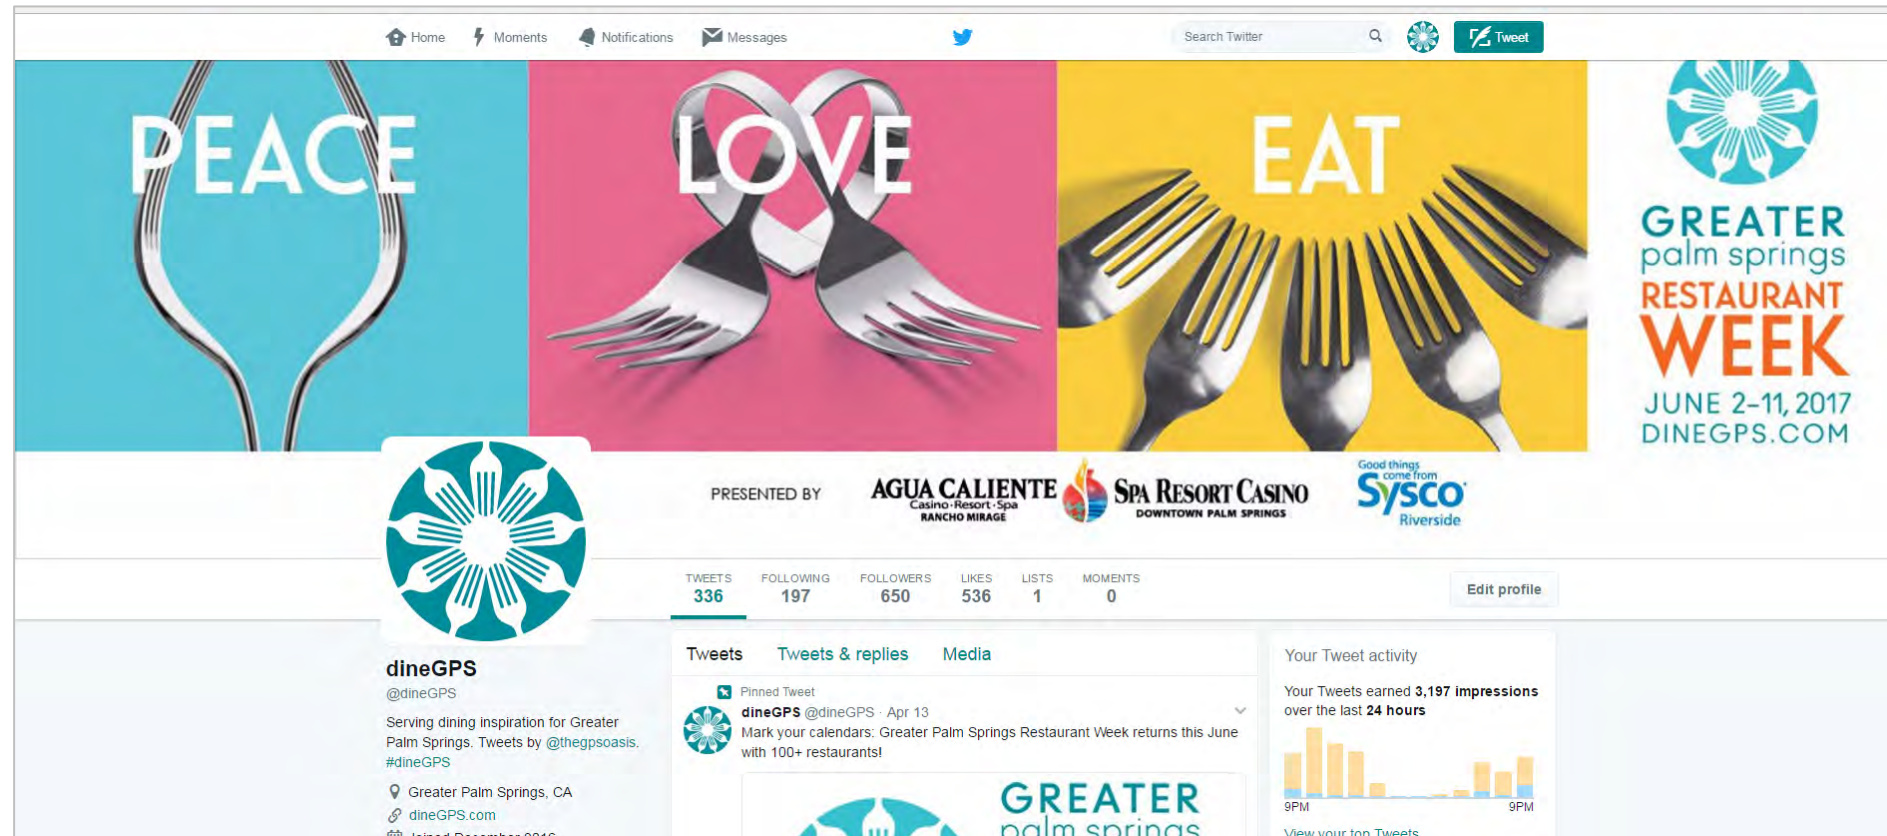 Home
Moments
Notifications
Messages
Search Twitter
Tweet
PEACE
LOVE
EAT
GREATER
palm springs
RESTAURANT
WEEK
JUNE 2-11, 2017
DINEGPS.COM
PRESENTED BY
AGUA CALIENTE
Casino·Resort·Spa
RANCHO MIRAGE
SPA RESORT CASINO
DOWNTOWN PALM SPRINGS
Good things
come from
Sysco
Riverside
TWEETS FOLLOWING FOLLOWERS LIKES LISTS MOMENTS
336 197 650 536 1 0
Edit profile
dineGPS
@dineGPS
Serving dining inspiration for Greater
Palm Springs. Tweets by @thegpsoasis.
#dineGPS
Greater Palm Springs, CA
dineGPS.com
Tweets Tweets & replies Media
Pinned Tweet
dineGPS @dineGPS · Apr 13
Mark your calendars: Greater Palm Springs Restaurant Week returns this June
with 100+ restaurants!
GREATER
palm springs
Your Tweet activity
Your Tweets earned 3,197 impressions
over the last 24 hours
9PM 9PM
View your top Tweets